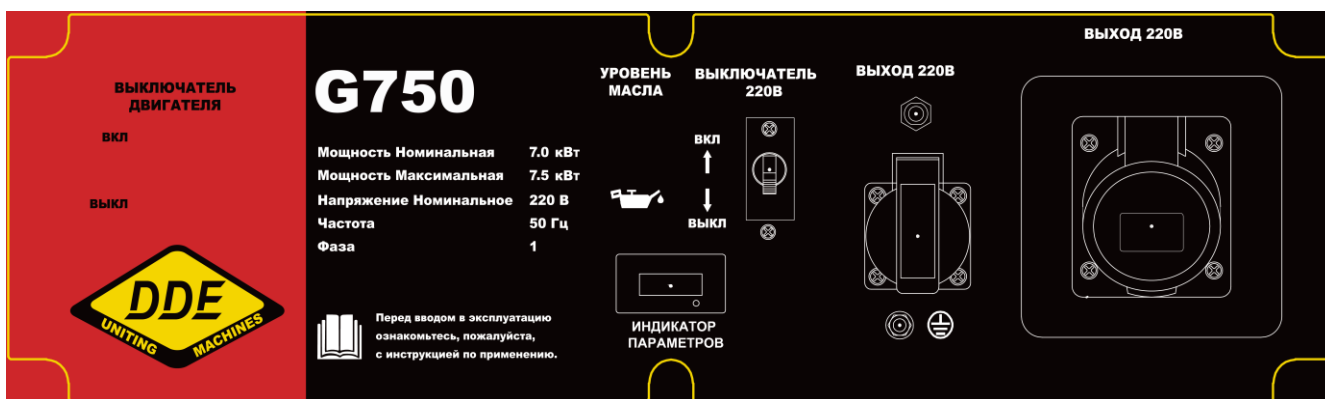 ВЫКЛЮЧАТЕЛЬ
ДВИГАТЕЛЯ
ВКЛ
ВЫКЛ
DDE
UNITING MACHINES
G750
Мощность Номинальная 7.0 кВт
Мощность Максимальная 7.5 кВт
Напряжение Номинальное 220 В
Частота 50 Гц
Фаза 1
Перед вводом в эксплуатацию
ознакомьтесь, пожалуйста,
с инструкцией по применению.
УРОВЕНЬ
МАСЛА
ВЫКЛЮЧАТЕЛЬ
220В
ВКЛ
ВЫКЛ
ИНДИКАТОР
ПАРАМЕТРОВ
ВЫХОД 220В
ВЫХОД 220В